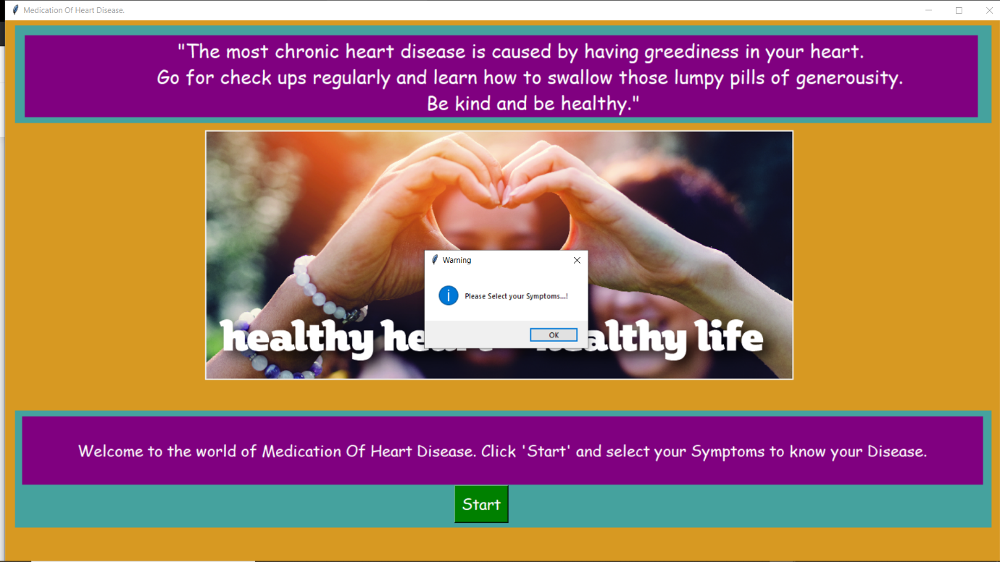 Medication Of Heart Disease.
"The most chronic heart disease is caused by having greediness in your heart.
Go for check ups regularly and learn how to swallow those lumpy pills of generousity.
Be kind and be healthy."
Warning
Please Select your Symptoms...!
OK
healthy life
Welcome to the world of Medication Of Heart Disease. Click 'Start' and select your Symptoms to know your Disease.
Start